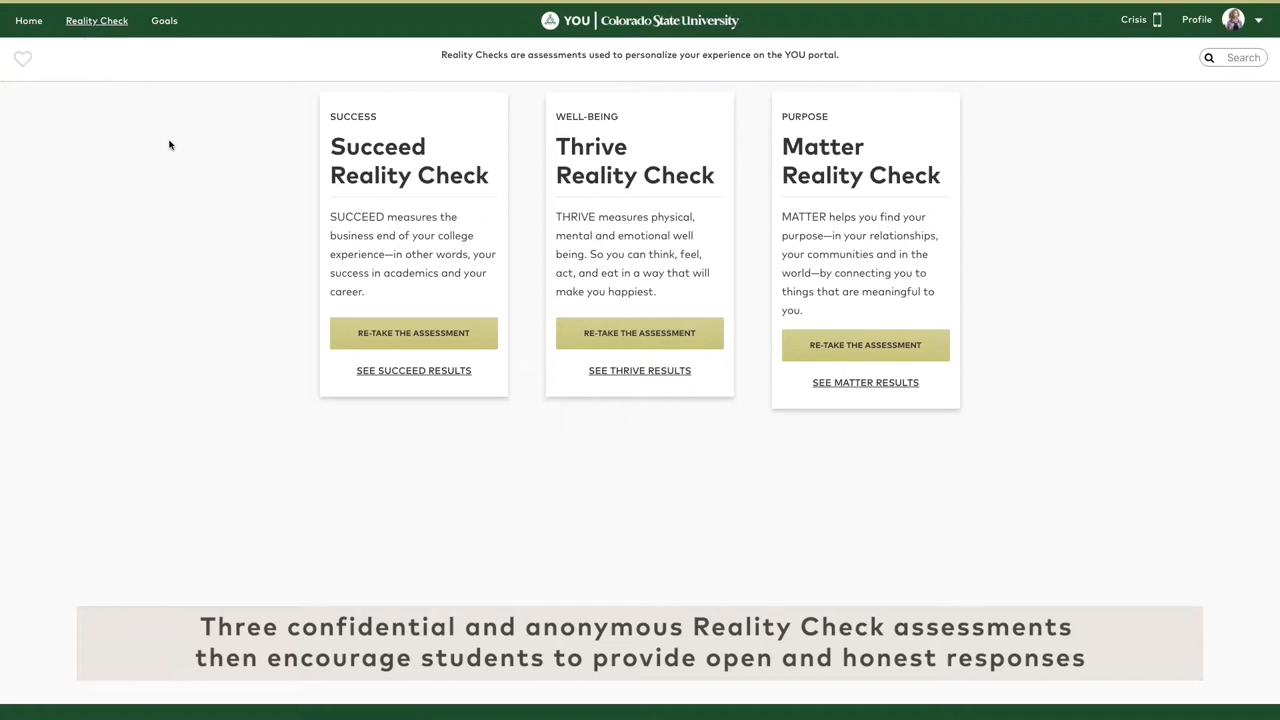 Home
Reality Check
Goals
YOU | Colorado State University
Crisis
Profile
Reality Checks are assessments used to personalize your experience on the YOU portal.
Search
SUCCESS
Succeed
Reality Check
SUCCEED measures the
business end of your college
experience—in other words, your
success in academics and your
career.
RE-TAKE THE ASSESSMENT
SEE SUCCEED RESULTS
WELL-BEING
Thrive
Reality Check
THRIVE measures physical,
mental and emotional well
being. So you can think, feel,
act, and eat in a way that will
make you happiest.
RE-TAKE THE ASSESSMENT
SEE THRIVE RESULTS
PURPOSE
Matter
Reality Check
MATTER helps you find your
purpose—in your relationships,
your communities and in the
world—by connecting you to
things that are meaningful to
you.
RE-TAKE THE ASSESSMENT
SEE MATTER RESULTS
Three confidential and anonymous Reality Check assessments
then encourage students to provide open and honest responses